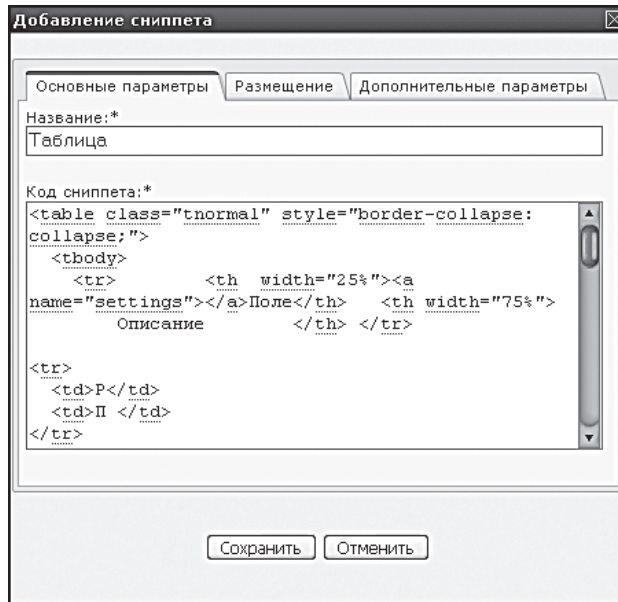 Добавление сниппета
Основные параметры Размещение Дополнительные параметры
Название:*
Таблица
Код сниппета:*
<table class="tnormal" style="border-collapse:
collapse;">
<tbody>
<tr> <th width="25%"><a
name="settings"></a>Поле</th> <th width="75%">
Описание </th> </tr>
<tr>
<td>Р</td>
<td>П </td>
</tr>
Сохранить Отменить